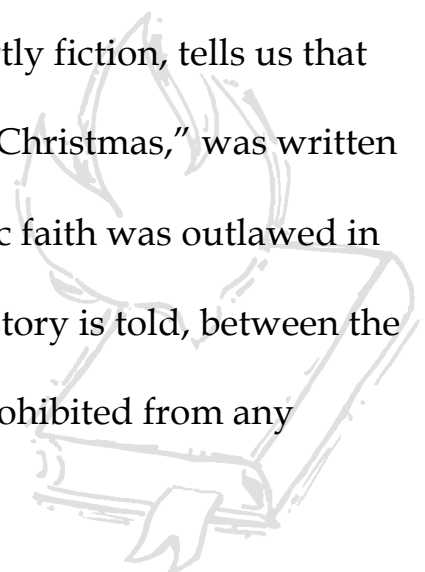 tly fiction, tells us that
Christmas,” was written
c faith was outlawed in
tory is told, between the
ohibited from any